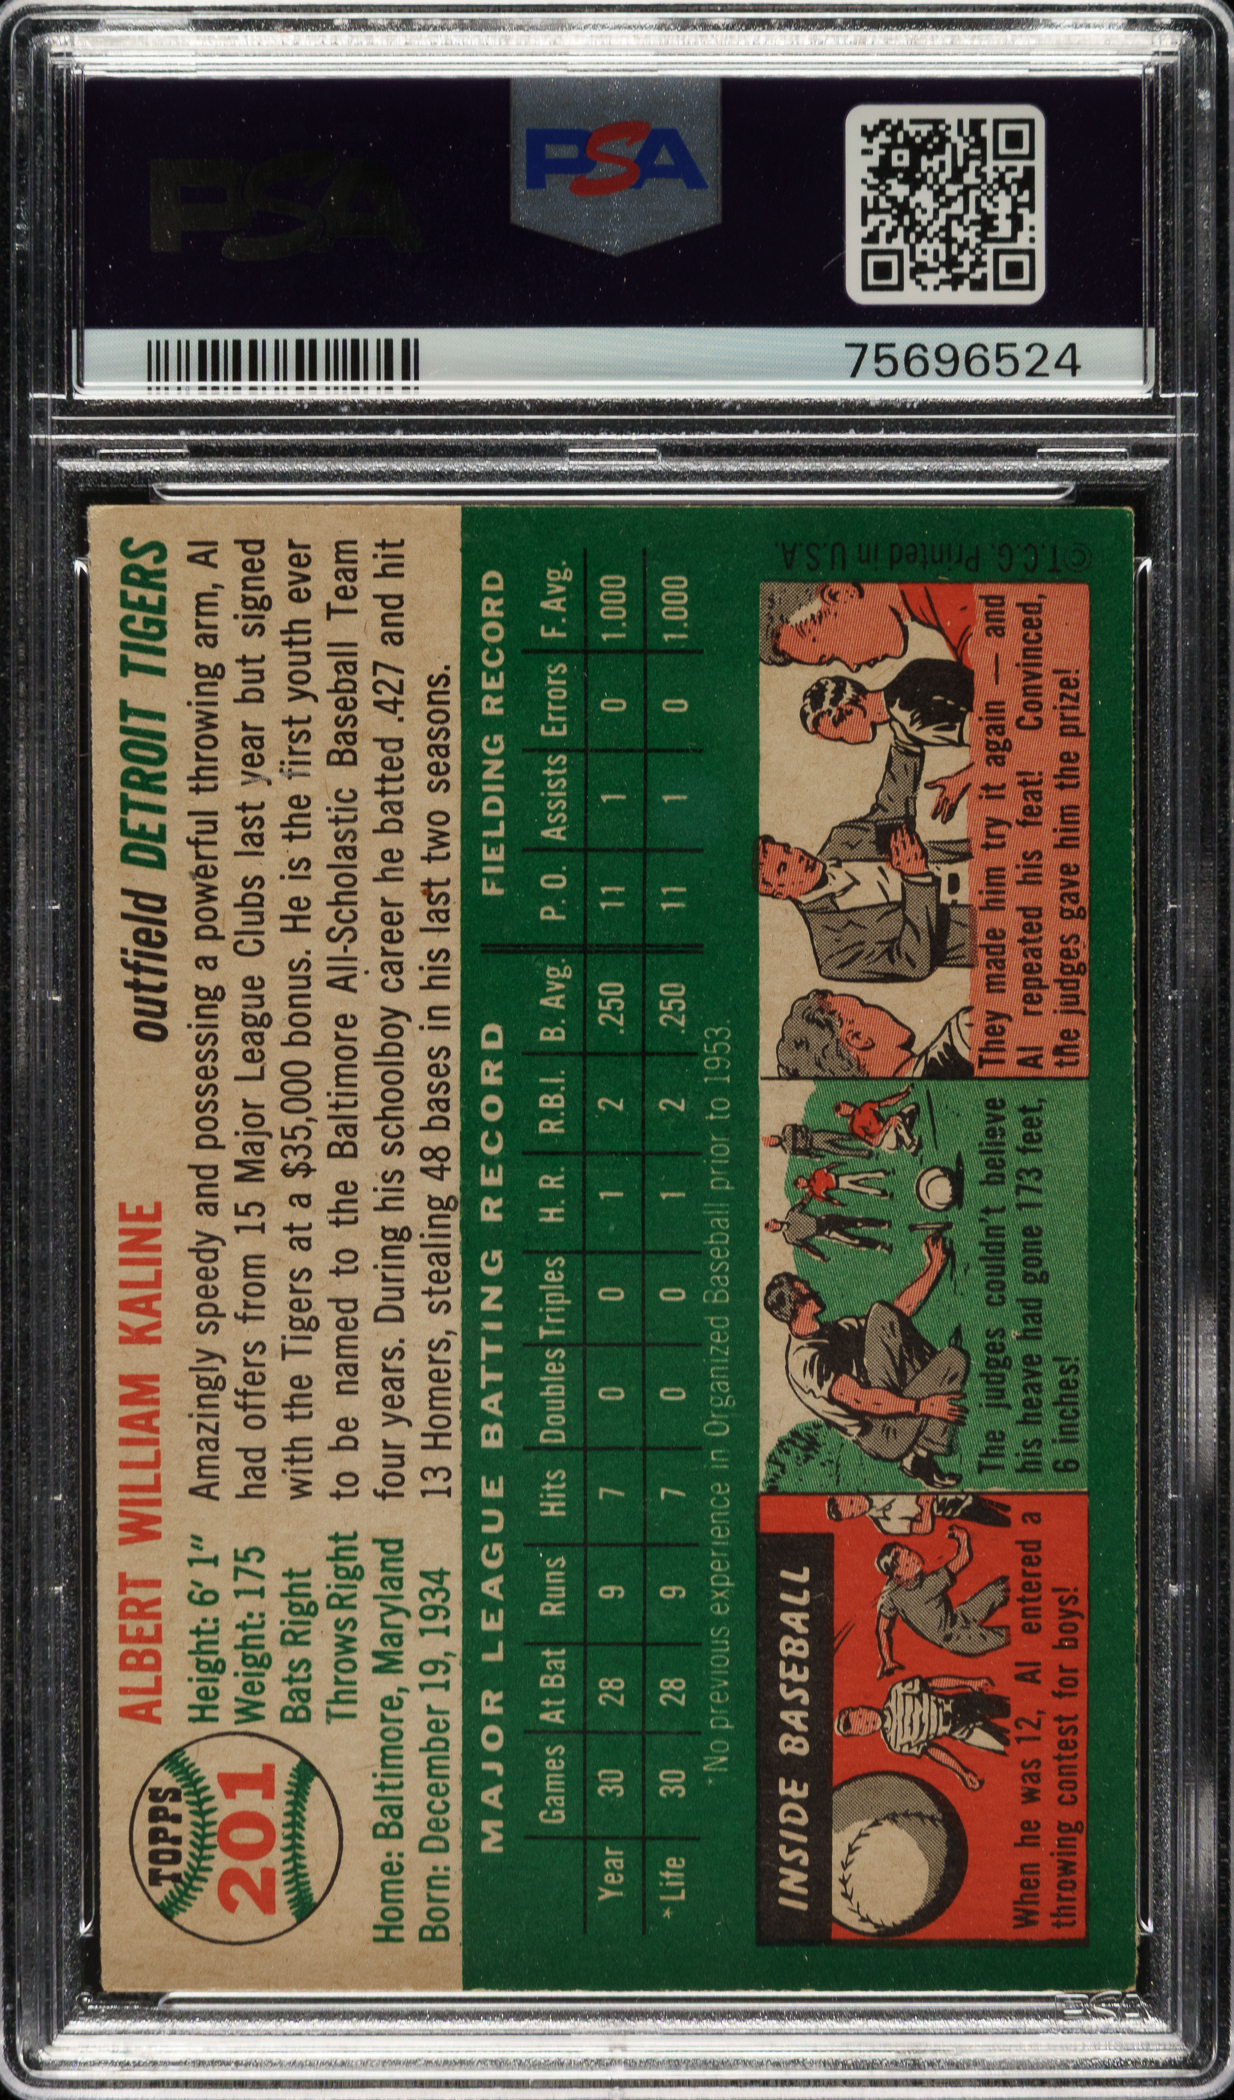 PSA
PSA
75696524
TOPPS
201
ALBERT WILLIAM KALINE
outfield DETROIT TIGERS
Height: 6' 1"
Weight: 175
Bats Right
Throws Right
Home: Baltimore, Maryland
Born: December 19, 1934
Amazingly speedy and possessing a powerful throwing arm, Al
had offers from 15 Major League Clubs last year but signed
with the Tigers at a $35,000 bonus. He is the first youth ever
to be named to the Baltimore All-Scholastic Baseball Team
four years. During his schoolboy career he batted .427 and hit
13 Homers, stealing 48 bases in his last two seasons.
MAJOR LEAGUE BATTING RECORD FIELDING RECORD
Games At Bat Runs Hits Doubles Triples H.R. R.B.I. B. Avg. P. O. Assists Errors F. Avg.
Year 30 28 9 7 0 0 1 2 .250 11 1 0 1.000
*Life 30 28 9 7 0 0 1 2 .250 11 1 0 1.000
*No previous experience in Organized Baseball prior to 1953.
INSIDE BASEBALL
When he was 12, Al entered a
throwing contest for boys!
The judges couldn't believe
his heave had gone 173 feet,
6 inches!
They made him try it again — and
Al repeated his feat! Convinced,
the judges gave him the prize!
©T.C.G. Printed in U.S.A.
PSA